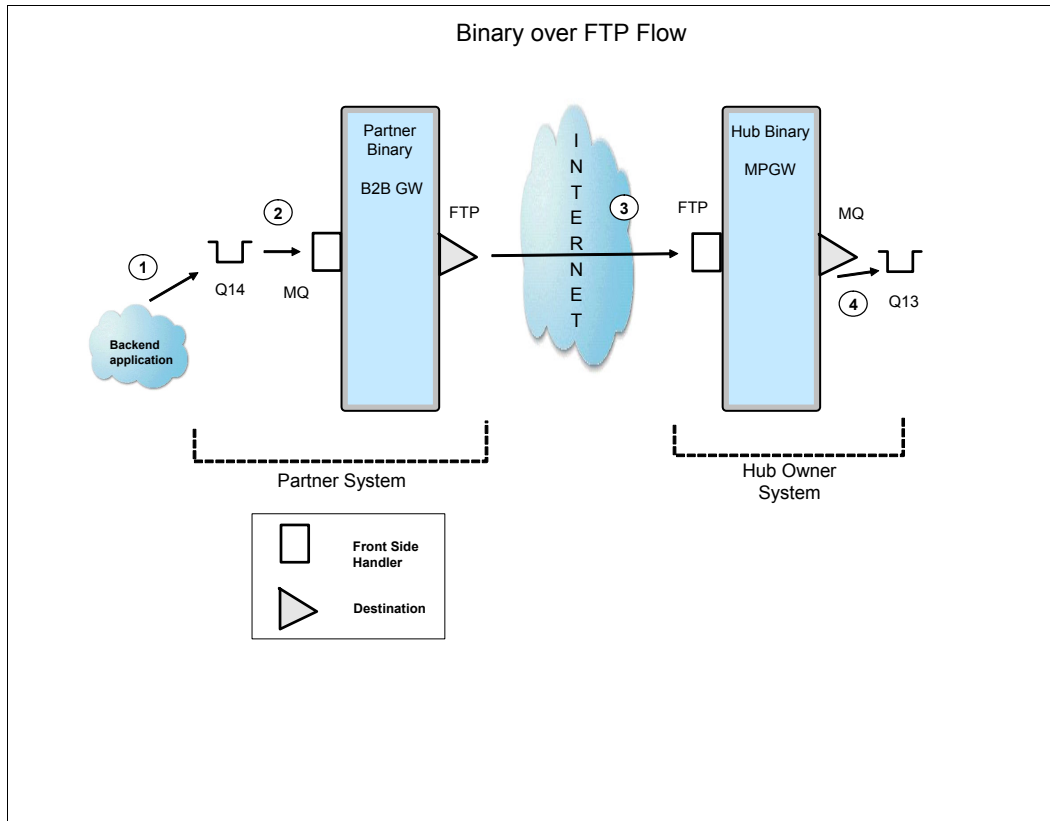 Binary over FTP Flow
Partner
Binary
B2B GW
Hub Binary
MPGW
INTERNET
1
2
3
4
FTP
FTP
MQ
Q14
MQ
Q13
Backend
application
Partner System
Hub Owner
System
Front Side
Handler
Destination